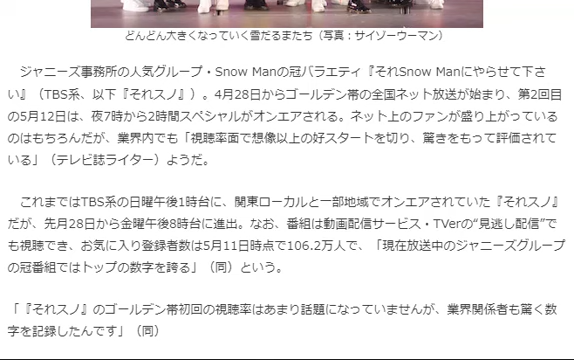 どんどん大きくなっていく雪だるまたち（写真：サイゾーウーマン）
ジャニーズ事務所の人気グループ・Snow Manの冠バラエティ『それSnow Manにやらせて下さ
い』（TBS系、以下『それスノ』）。4月28日からゴールデン帯の全国ネット放送が始まり、第2回目
の5月12日は、夜7時から2時間スペシャルがオンエアされる。ネット上のファンが盛り上がっている
のはもちろんだが、業界内でも「視聴率面で想像以上の好スタートを切り、驚きをもって評価されて
いる」（テレビ誌ライター）ようだ。
これまではTBS系の日曜午後1時台に、関東ローカルと一部地域でオンエアされていた『それスノ』
だが、先月28日から金曜午後8時台に進出。なお、番組は動画配信サービス・TVerの“見逃し配信”で
も視聴でき、お気に入り登録者数は5月11日時点で106.2万人で、「現在放送中のジャニーズグループ
の冠番組ではトップの数字を誇る」（同）という。
「『それスノ』のゴールデン帯初回の視聴率はあまり話題になっていませんが、業界関係者も驚く数
字を記録したんです」（同）